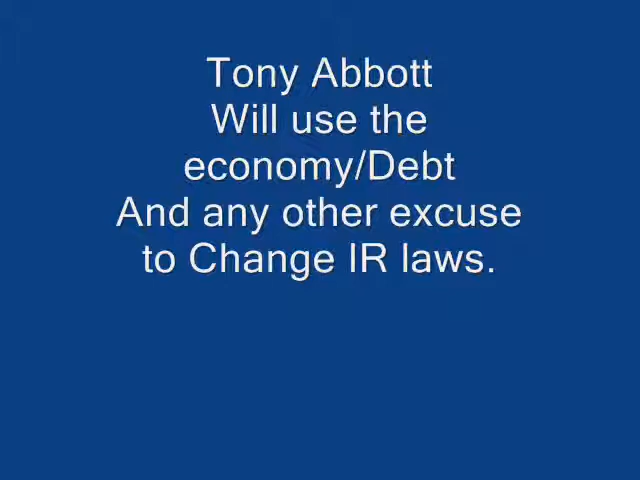 Tony Abbott
Will use the
economy/Debt
And any other excuse
to Change IR laws.